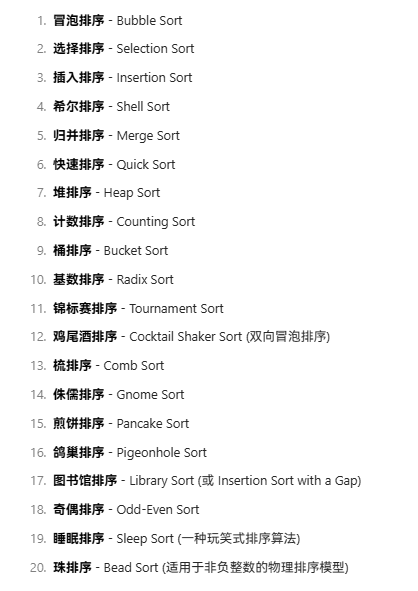 1. 冒泡排序 - Bubble Sort
2. 选择排序 - Selection Sort
3. 插入排序 - Insertion Sort
4. 希尔排序 - Shell Sort
5. 归并排序 - Merge Sort
6. 快速排序 - Quick Sort
7. 堆排序 - Heap Sort
8. 计数排序 - Counting Sort
9. 桶排序 - Bucket Sort
10. 基数排序 - Radix Sort
11. 锦标赛排序 - Tournament Sort
12. 鸡尾酒排序 - Cocktail Shaker Sort (双向冒泡排序)
13. 梳排序 - Comb Sort
14. 侏儒排序 - Gnome Sort
15. 煎饼排序 - Pancake Sort
16. 鸽巢排序 - Pigeonhole Sort
17. 图书馆排序 - Library Sort (或 Insertion Sort with a Gap)
18. 奇偶排序 - Odd-Even Sort
19. 睡眠排序 - Sleep Sort (一种玩笑式排序算法)
20. 珠排序 - Bead Sort (适用于非负整数的物理排序模型)